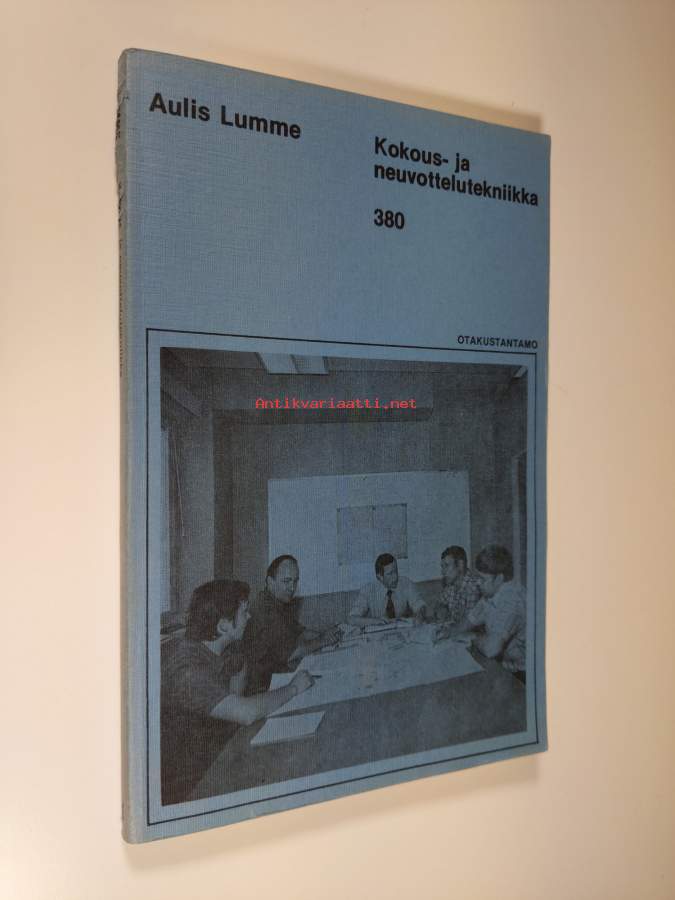 Aulis Lumme
Kokous- ja
neuvottelutekniikka
380
OTAKUSTANTAMO
Antikvariaatti.net